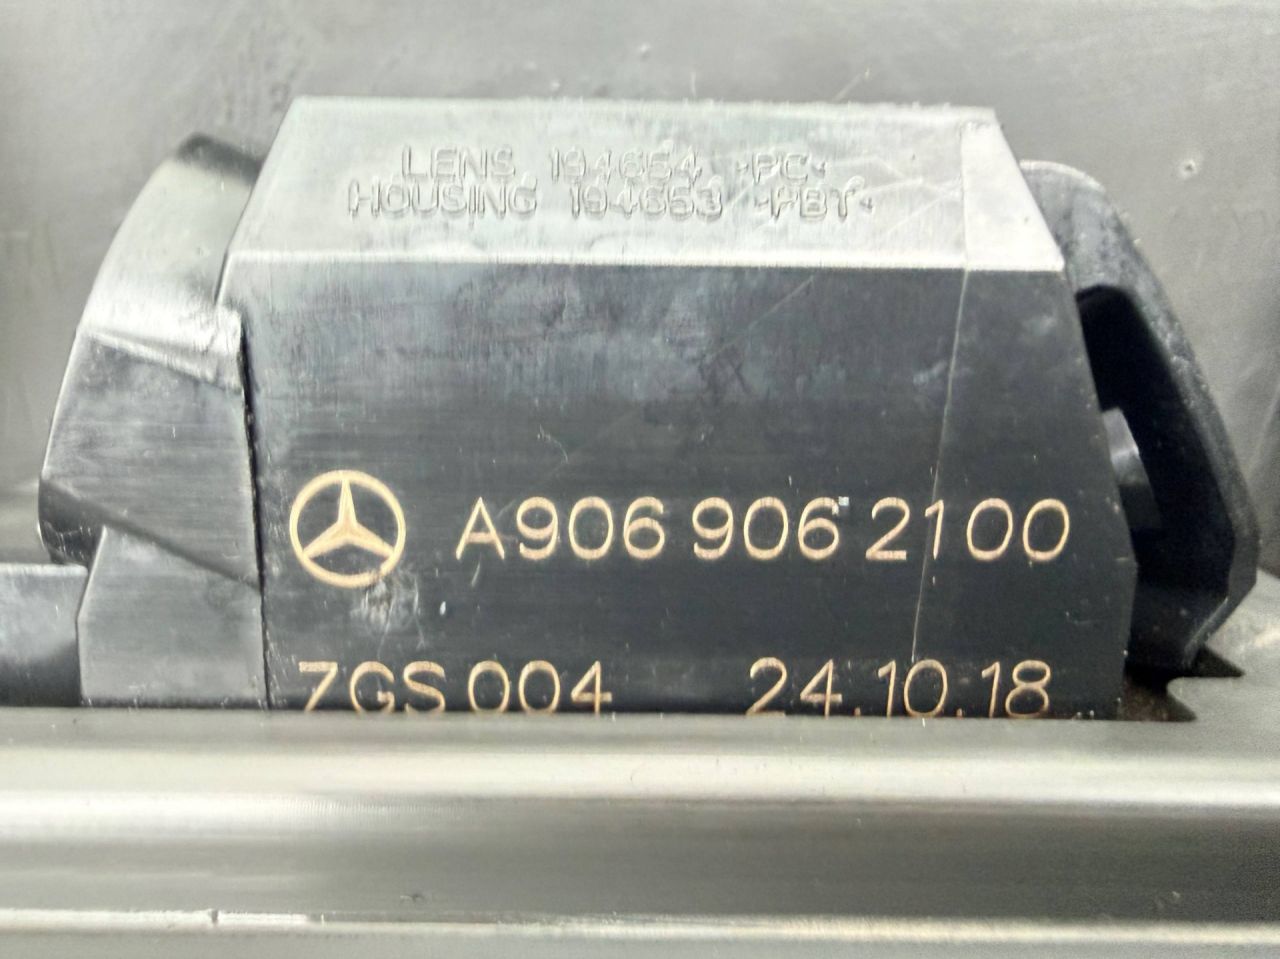 LENS 194654 >PC<
HOUSING 194653 >PBT<
A906 906 2100
7GS 004 24.10.18